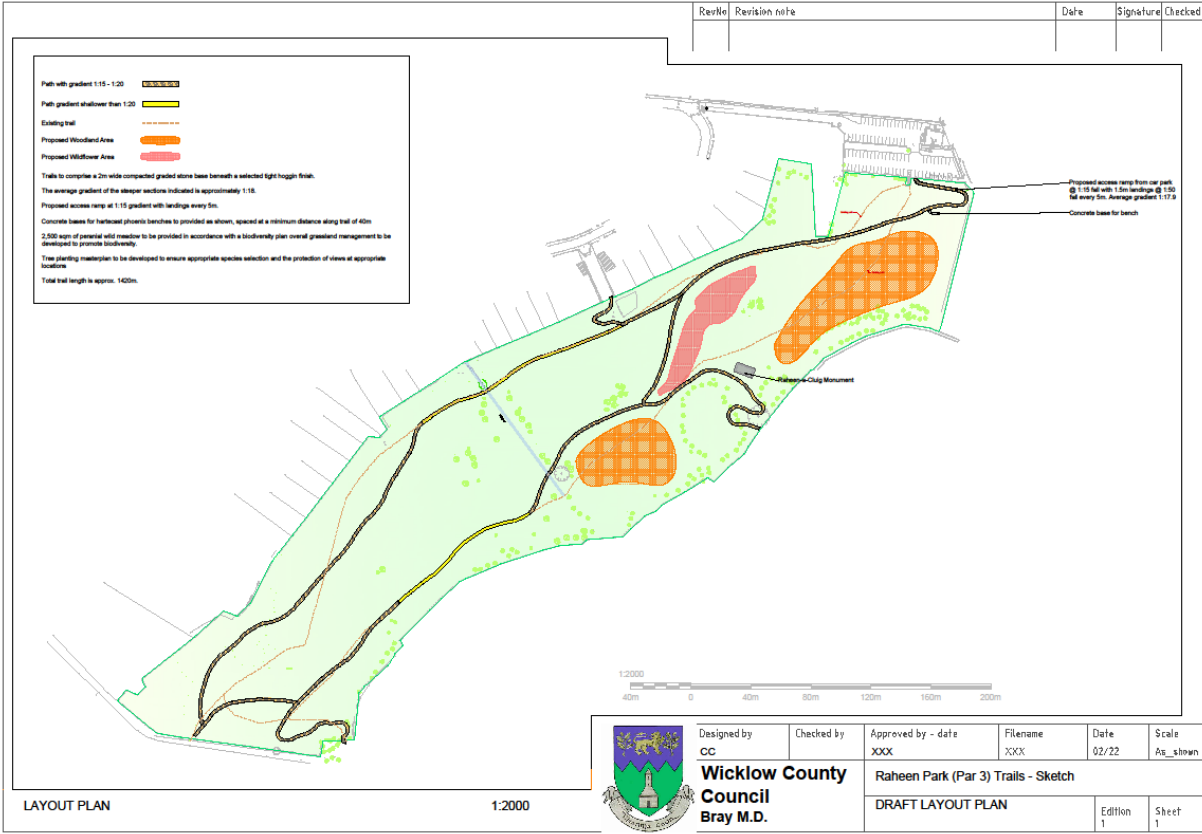 RevNo Revision note Date Signature Checked
Path with gradient 1:15 - 1:20
Path gradient shallower than 1:20
Existing trail
Proposed Woodland Area
Proposed Wildflower Area
Trails to comprise a 2m wide compacted graded stone base beneath a selected tight hoggin finish.
The average gradient of the steeper sections indicated is approximately 1:18.
Proposed access ramp at 1:15 gradient with landings every 5m.
Concrete bases for hartecast phoenix benches to provided as shown, spaced at a minimum distance along trail of 40m
2,500 sqm of perenial wild meadow to be provided in accordance with a biodiversity plan overall grassland management to be
developed to promote biodiversity.
Tree planting masterplan to be developed to ensure appropriate species selection and the protection of views at appropriate
locations
Total trail length is approx. 1420m.
Proposed access ramp from car park
@ 1:15 fall with 1.5m landings @ 1:50
fall every 5m. Average gradient 1:17.9
Concrete base for bench
Raheen-a-Cluig Monument
1:2000
40m 0 40m 80m 120m 160m 200m
LAYOUT PLAN 1:2000
Designed by Checked by Approved by - date Filename Date Scale
CC XXX XXX 02/22 As_shown
Wicklow County
Council
Bray M.D.
Raheen Park (Par 3) Trails - Sketch
DRAFT LAYOUT PLAN
Edition Sheet
1 1